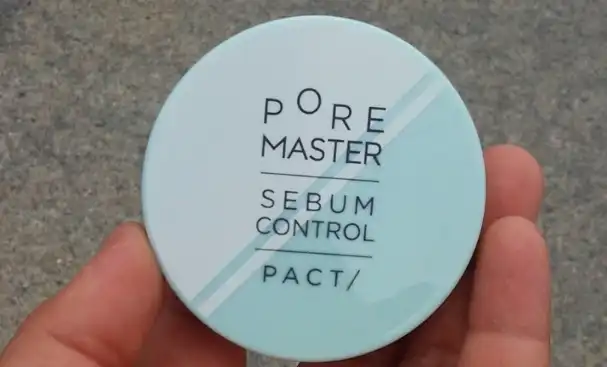 PORE
MASTER
SEBUM
CONTROL
PACT/